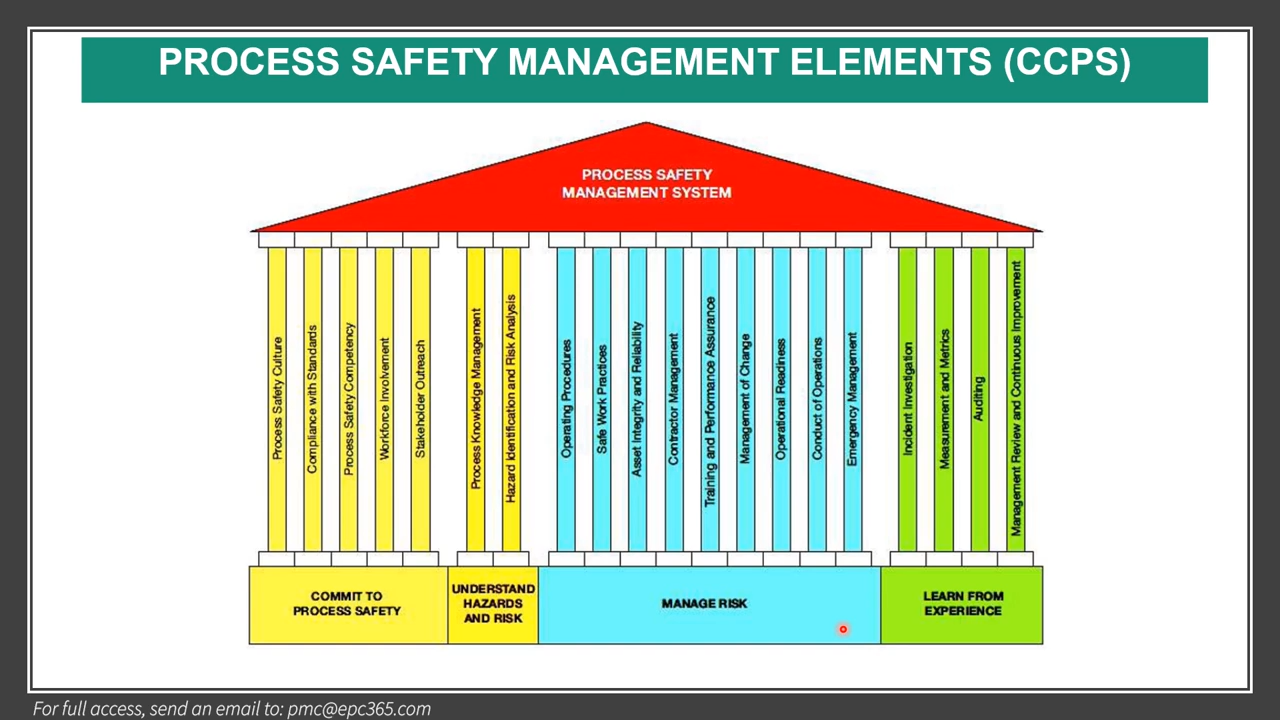 PROCESS SAFETY MANAGEMENT ELEMENTS (CCPS)
PROCESS SAFETY
MANAGEMENT SYSTEM
Process Safety Culture
Compliance with Standards
Process Safety Competency
Workforce Involvement
Stakeholder Outreach
Process Knowledge Management
Hazard Identification and Risk Analysis
Operating Procedures
Safe Work Practices
Asset Integrity and Reliability
Contractor Management
Training and Performance Assurance
Management of Change
Operational Readiness
Conduct of Operations
Emergency Management
Incident Investigation
Measurement and Metrics
Auditing
Management Review and Continuous Improvement
COMMIT TO
PROCESS SAFETY
UNDERSTAND
HAZARDS
AND RISK
MANAGE RISK
LEARN FROM
EXPERIENCE
For full access, send an email to: pmc@epc365.com